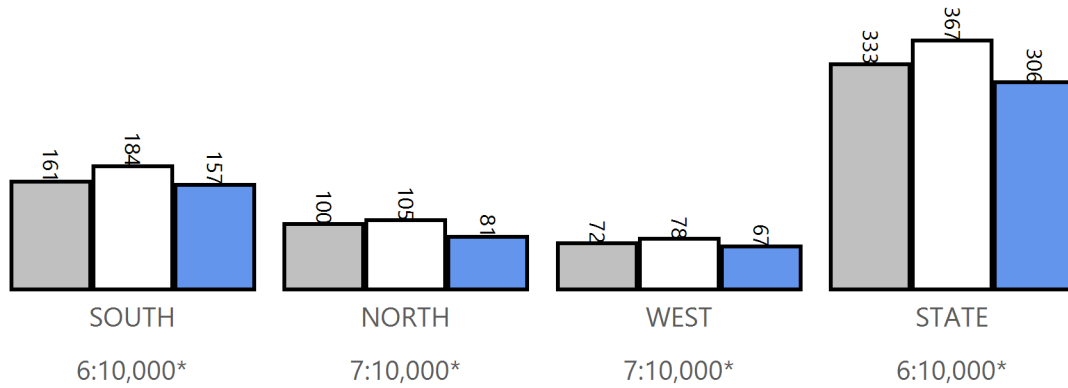 161 184 157
100 105 81
72 78 67
333 367 306
SOUTH NORTH WEST STATE
6:10,000* 7:10,000* 7:10,000* 6:10,000*